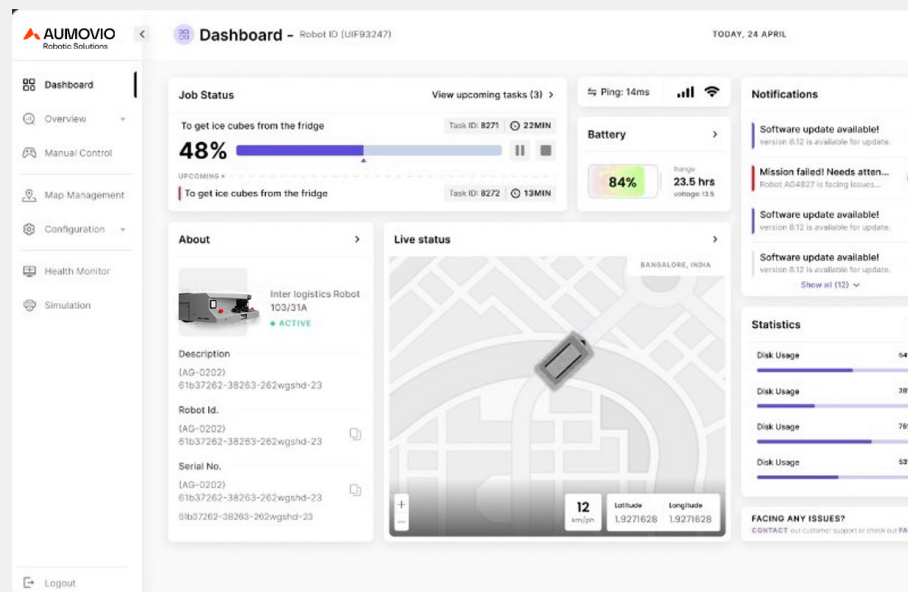 AUMOVIO
Robotic Solutions
Dashboard
Overview
Manual Control
Map Management
Configuration
Health Monitor
Simulation
Logout
Dashboard - Robot ID (UIF93247)
TODAY, 24 APRIL
Job Status
View upcoming tasks (3)
To get ice cubes from the fridge
Task ID: 8271
22MIN
48%
UPCOMING
To get ice cubes from the fridge
Task ID: 8272
13MIN
Ping: 14ms
Battery
84%
Range
23.5 hrs
voltage: 13.5
Notifications
Software update available!
version 8.12 is available for update.
Mission failed! Needs atten...
Robot AG4827 is facing issues...
Software update available!
version 8.12 is available for update.
Software update available!
version 8.12 is available for update.
Show all (12)
About
Inter logistics Robot
103/31A
ACTIVE
Description
(AG-0202)
61b37262-38263-262wgshd-23
Robot Id.
(AG-0202)
61b37262-38263-262wgshd-23
Serial No.
(AG-0202)
61b37262-38263-262wgshd-23
61b37262-38263-262wgshd-23
Live status
BANGALORE, INDIA
+
−
12
km/ph
Latitude
1.9271628
Longitude
1.9271628
Statistics
Disk Usage
Disk Usage
Disk Usage
Disk Usage
FACING ANY ISSUES?
CONTACT our customer support or check out